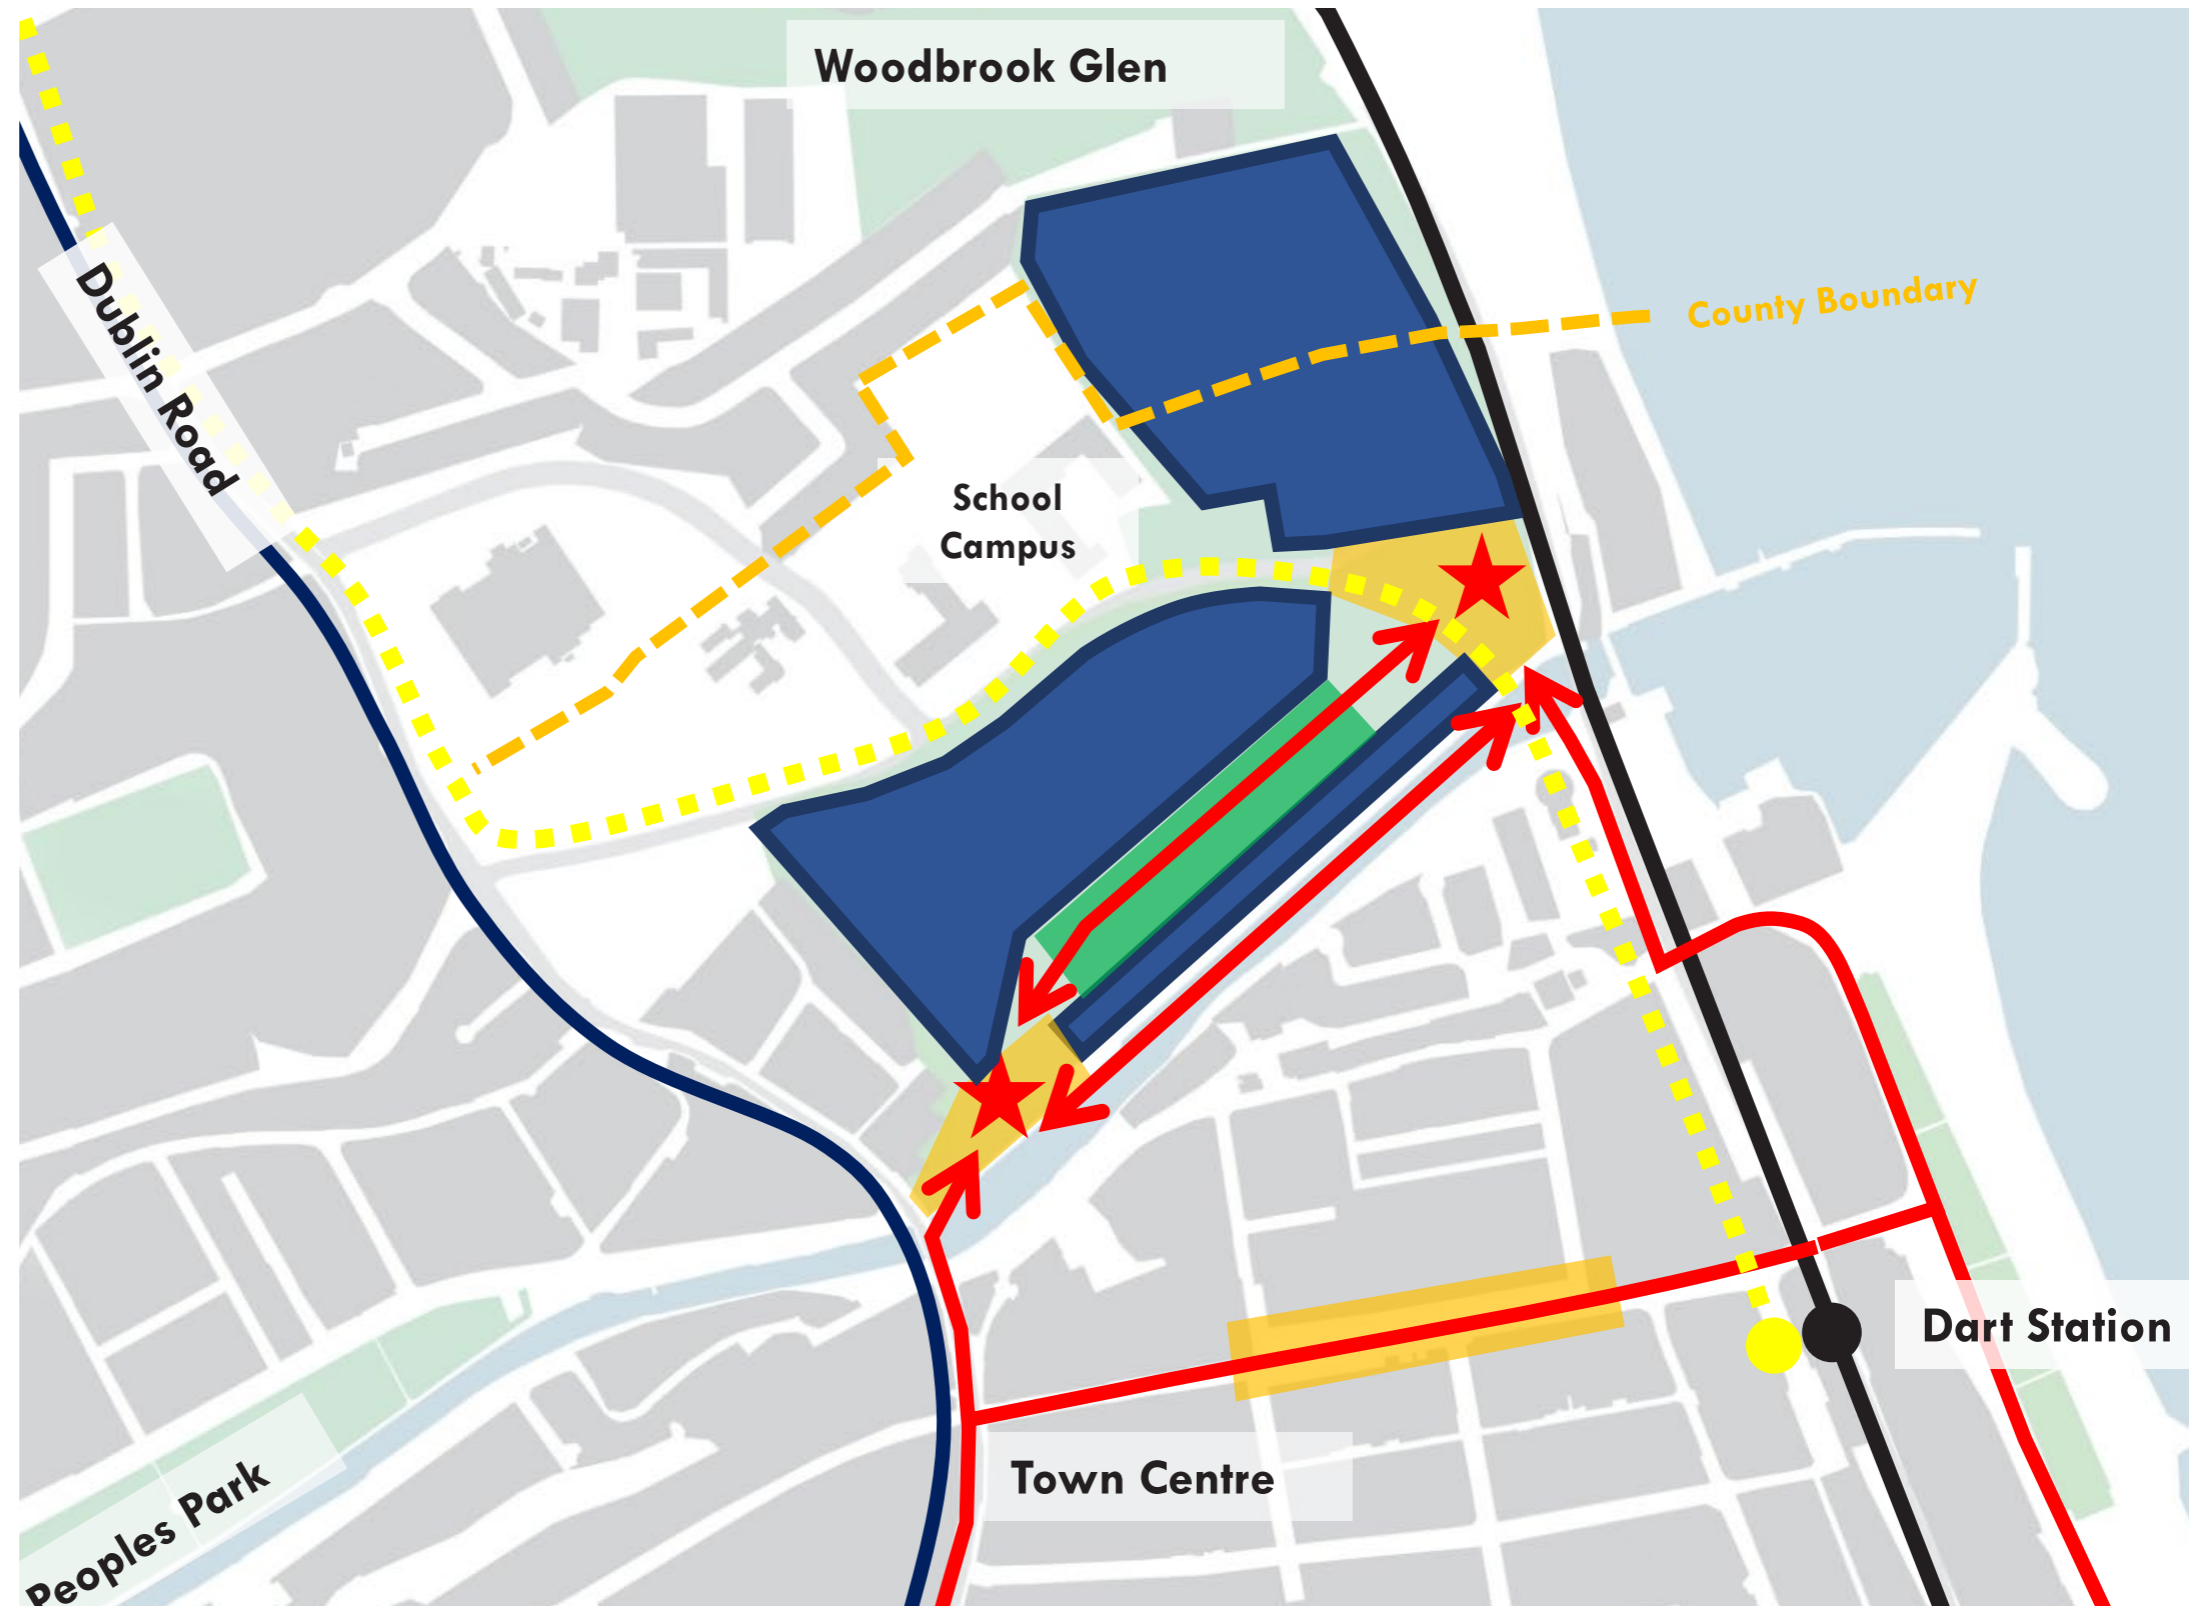 Woodbrook Glen
Dublin Road
County Boundary
School
Campus
Dart Station
Town Centre
Peoples Park